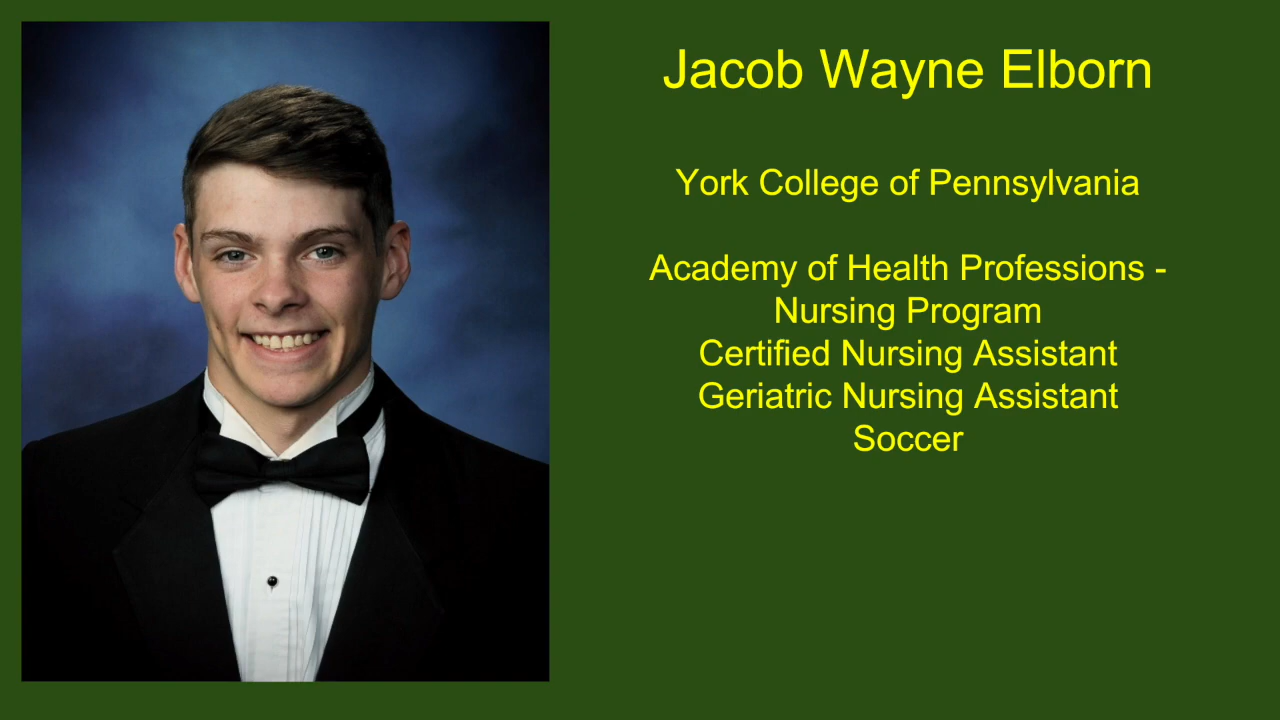 Jacob Wayne Elborn
York College of Pennsylvania
Academy of Health Professions -
Nursing Program
Certified Nursing Assistant
Geriatric Nursing Assistant
Soccer